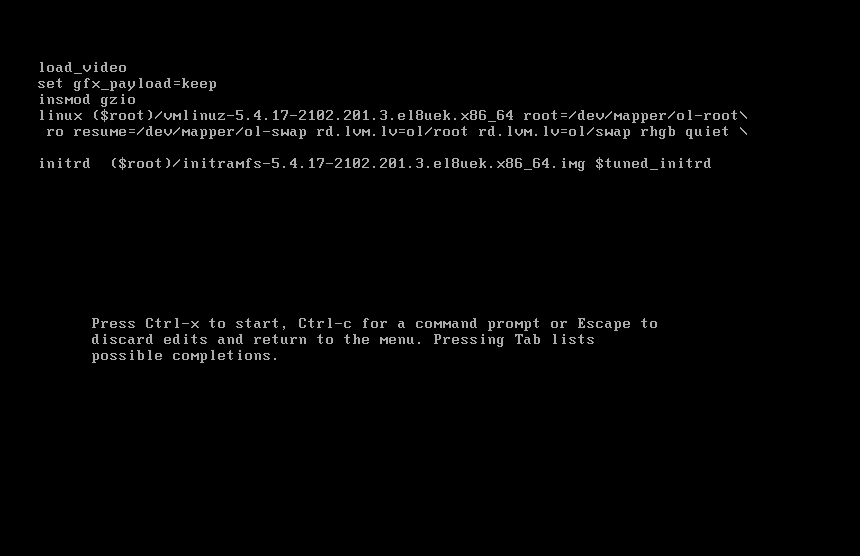 load_video
set gfx_payload=keep
insmod gzio
linux ($root)/vmlinuz-5.4.17-2102.201.3.el8uek.x86_64 root=/dev/mapper/ol-root\
 ro resume=/dev/mapper/ol-swap rd.lvm.lv=ol/root rd.lvm.lv=ol/swap rhgb quiet \
initrd  ($root)/initramfs-5.4.17-2102.201.3.el8uek.x86_64.img $tuned_initrd
Press Ctrl-x to start, Ctrl-c for a command prompt or Escape to
discard edits and return to the menu. Pressing Tab lists
possible completions.